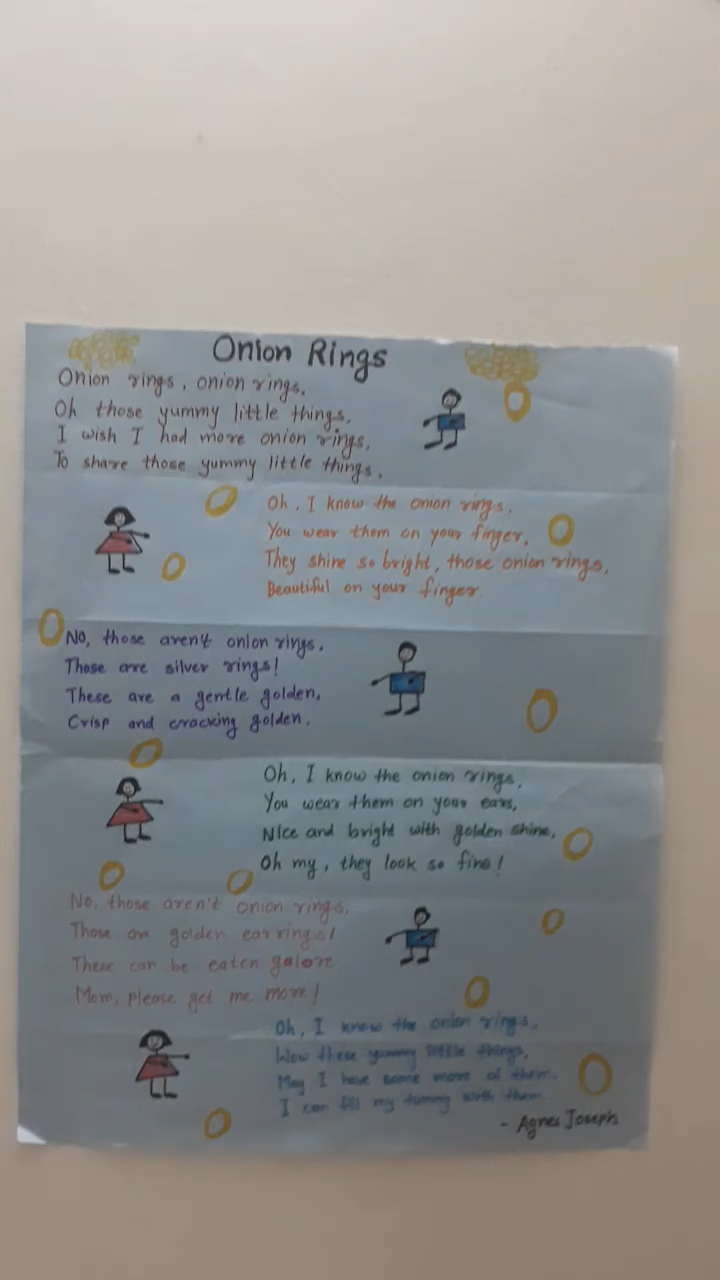 Onion Rings
Onion rings, onion rings,
Oh those yummy little things,
I wish I had more onion rings,
To share those yummy little things.
Oh, I know the onion rings,
You wear them on your finger,
They shine so bright, those onion rings,
Beautiful on your finger.
No, those aren't onion rings,
Those are silver rings!
These are a gentle golden,
Crisp and cracking golden.
Oh, I know the onion rings,
You wear them on your ears,
Nice and bright with golden shine,
Oh my, they look so fine!
No, those aren't onion rings,
Those are golden earrings!
These can be eaten galore
Mom, please get me more!
Oh, I know the onion rings,
Wow these yummy little things,
May I have some more of them.
I can fill my tummy with them
- Agnes Joseph